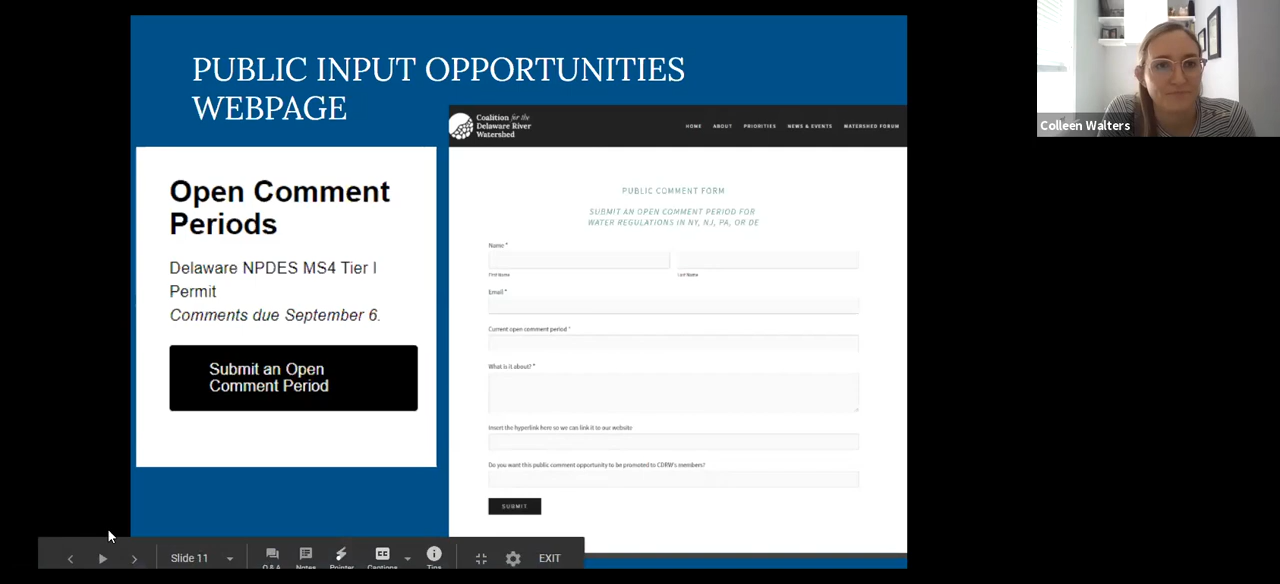 PUBLIC INPUT OPPORTUNITIES
WEBPAGE
Open Comment
Periods
Delaware NPDES MS4 Tier I
Permit
Comments due September 6.
Submit an Open
Comment Period
Coalition for the
Delaware River
Watershed
HOME ABOUT PRIORITIES NEWS & EVENTS WATERSHED FORUM
PUBLIC COMMENT FORM
SUBMIT AN OPEN COMMENT PERIOD FOR
WATER REGULATIONS IN NY, NJ, PA, OR DE
Name *
First Name Last Name
Email *
Current open comment period *
What is it about? *
Insert the hyperlink here so we can link it to our website
Do you want this public comment opportunity to be promoted to CDRW's members?
SUBMIT
Colleen Walters
Slide 11 Q & A Notes Pointer Captions Tips EXIT